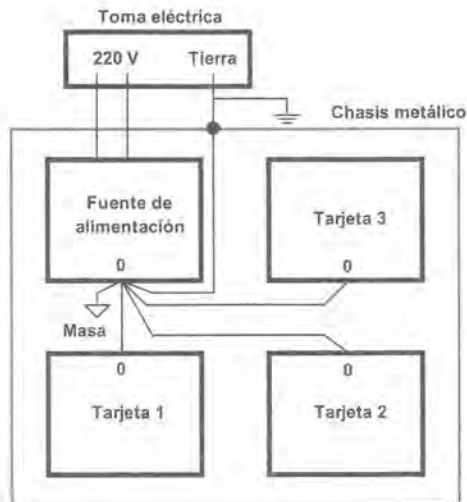 Toma eléctrica
220 V Tierra
Chasis metálico
Fuente de
alimentación
0
Tarjeta 3
0
Masa
0
Tarjeta 1
0
Tarjeta 2